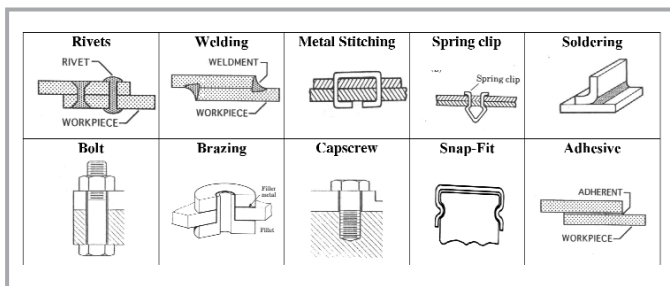 Rivets
Welding
Metal Stitching
Spring clip
Soldering
RIVET
WORKPIECE
WELDMENT
WORKPIECE
Spring clip
Bolt
Brazing
Capscrew
Snap-Fit
Adhesive
Filler
metal
Fillet
ADHERENT
WORKPIECE